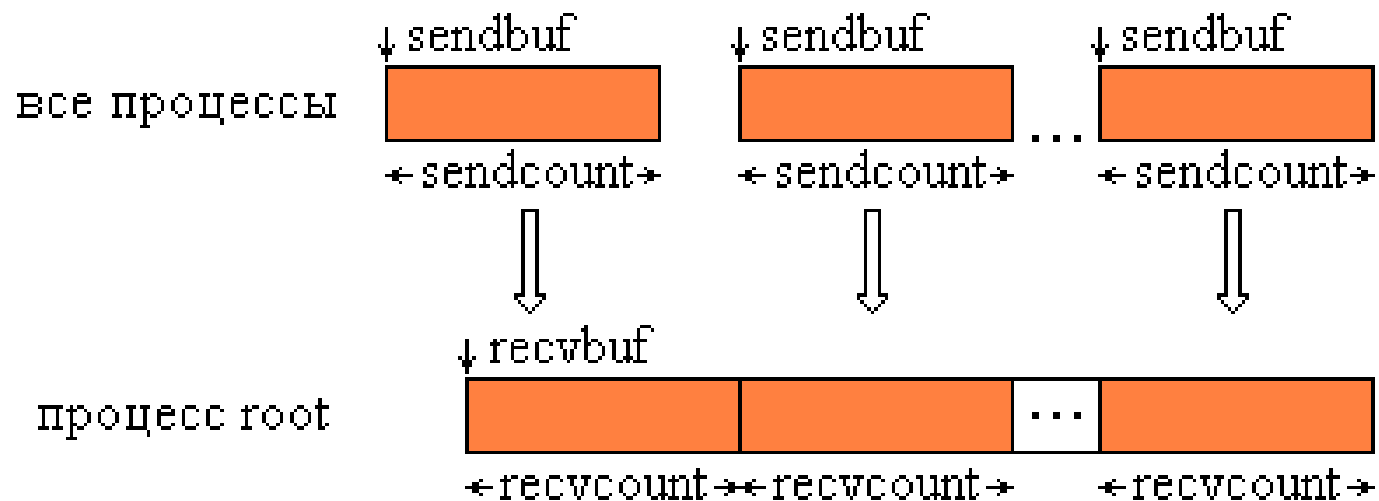 sendbuf sendbuf sendbuf
все процессы ...
sendcount sendcount sendcount
recvbuf
процесс root ...
recvcount recvcount recvcount